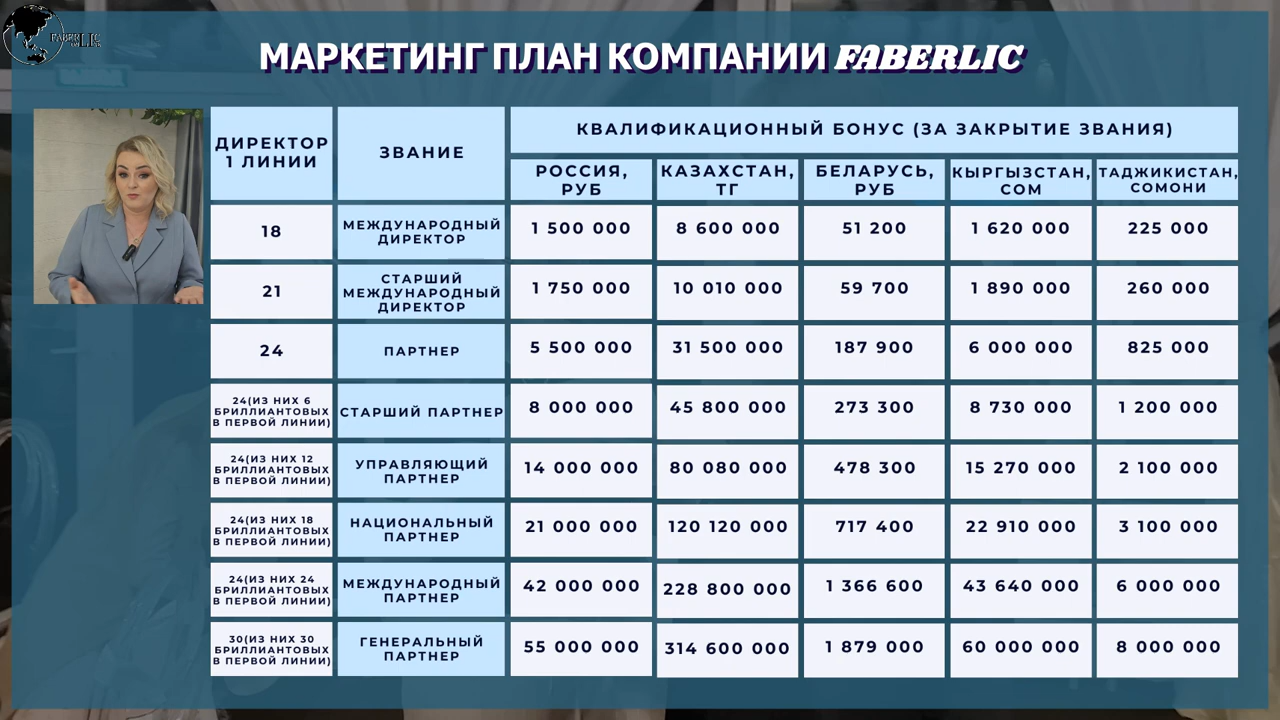 FABERLIC
ONLINE
МАРКЕТИНГ ПЛАН КОМПАНИИ FABERLIC
ДИРЕКТОР
1 ЛИНИИ
ЗВАНИЕ
КВАЛИФИКАЦИОННЫЙ БОНУС (ЗА ЗАКРЫТИЕ ЗВАНИЯ)
РОССИЯ,
РУБ
КАЗАХСТАН,
ТГ
БЕЛАРУСЬ,
РУБ
КЫРГЫЗСТАН,
СОМ
ТАДЖИКИСТАН,
СОМОНИ
18
МЕЖДУНАРОДНЫЙ
ДИРЕКТОР
1 500 000
8 600 000
51 200
1 620 000
225 000
21
СТАРШИЙ
МЕЖДУНАРОДНЫЙ
ДИРЕКТОР
1 750 000
10 010 000
59 700
1 890 000
260 000
24
ПАРТНЕР
5 500 000
31 500 000
187 900
6 000 000
825 000
24(ИЗ НИХ 6
БРИЛЛИАНТОВЫХ
В ПЕРВОЙ ЛИНИИ)
СТАРШИЙ ПАРТНЕР
8 000 000
45 800 000
273 300
8 730 000
1 200 000
24(ИЗ НИХ 12
БРИЛЛИАНТОВЫХ
В ПЕРВОЙ ЛИНИИ)
УПРАВЛЯЮЩИЙ
ПАРТНЕР
14 000 000
80 080 000
478 300
15 270 000
2 100 000
24(ИЗ НИХ 18
БРИЛЛИАНТОВЫХ
В ПЕРВОЙ ЛИНИИ)
НАЦИОНАЛЬНЫЙ
ПАРТНЕР
21 000 000
120 120 000
717 400
22 910 000
3 100 000
24(ИЗ НИХ 24
БРИЛЛИАНТОВЫХ
В ПЕРВОЙ ЛИНИИ)
МЕЖДУНАРОДНЫЙ
ПАРТНЕР
42 000 000
228 800 000
1 366 600
43 640 000
6 000 000
30(ИЗ НИХ 30
БРИЛЛИАНТОВЫХ
В ПЕРВОЙ ЛИНИИ)
ГЕНЕРАЛЬНЫЙ
ПАРТНЕР
55 000 000
314 600 000
1 879 000
60 000 000
8 000 000